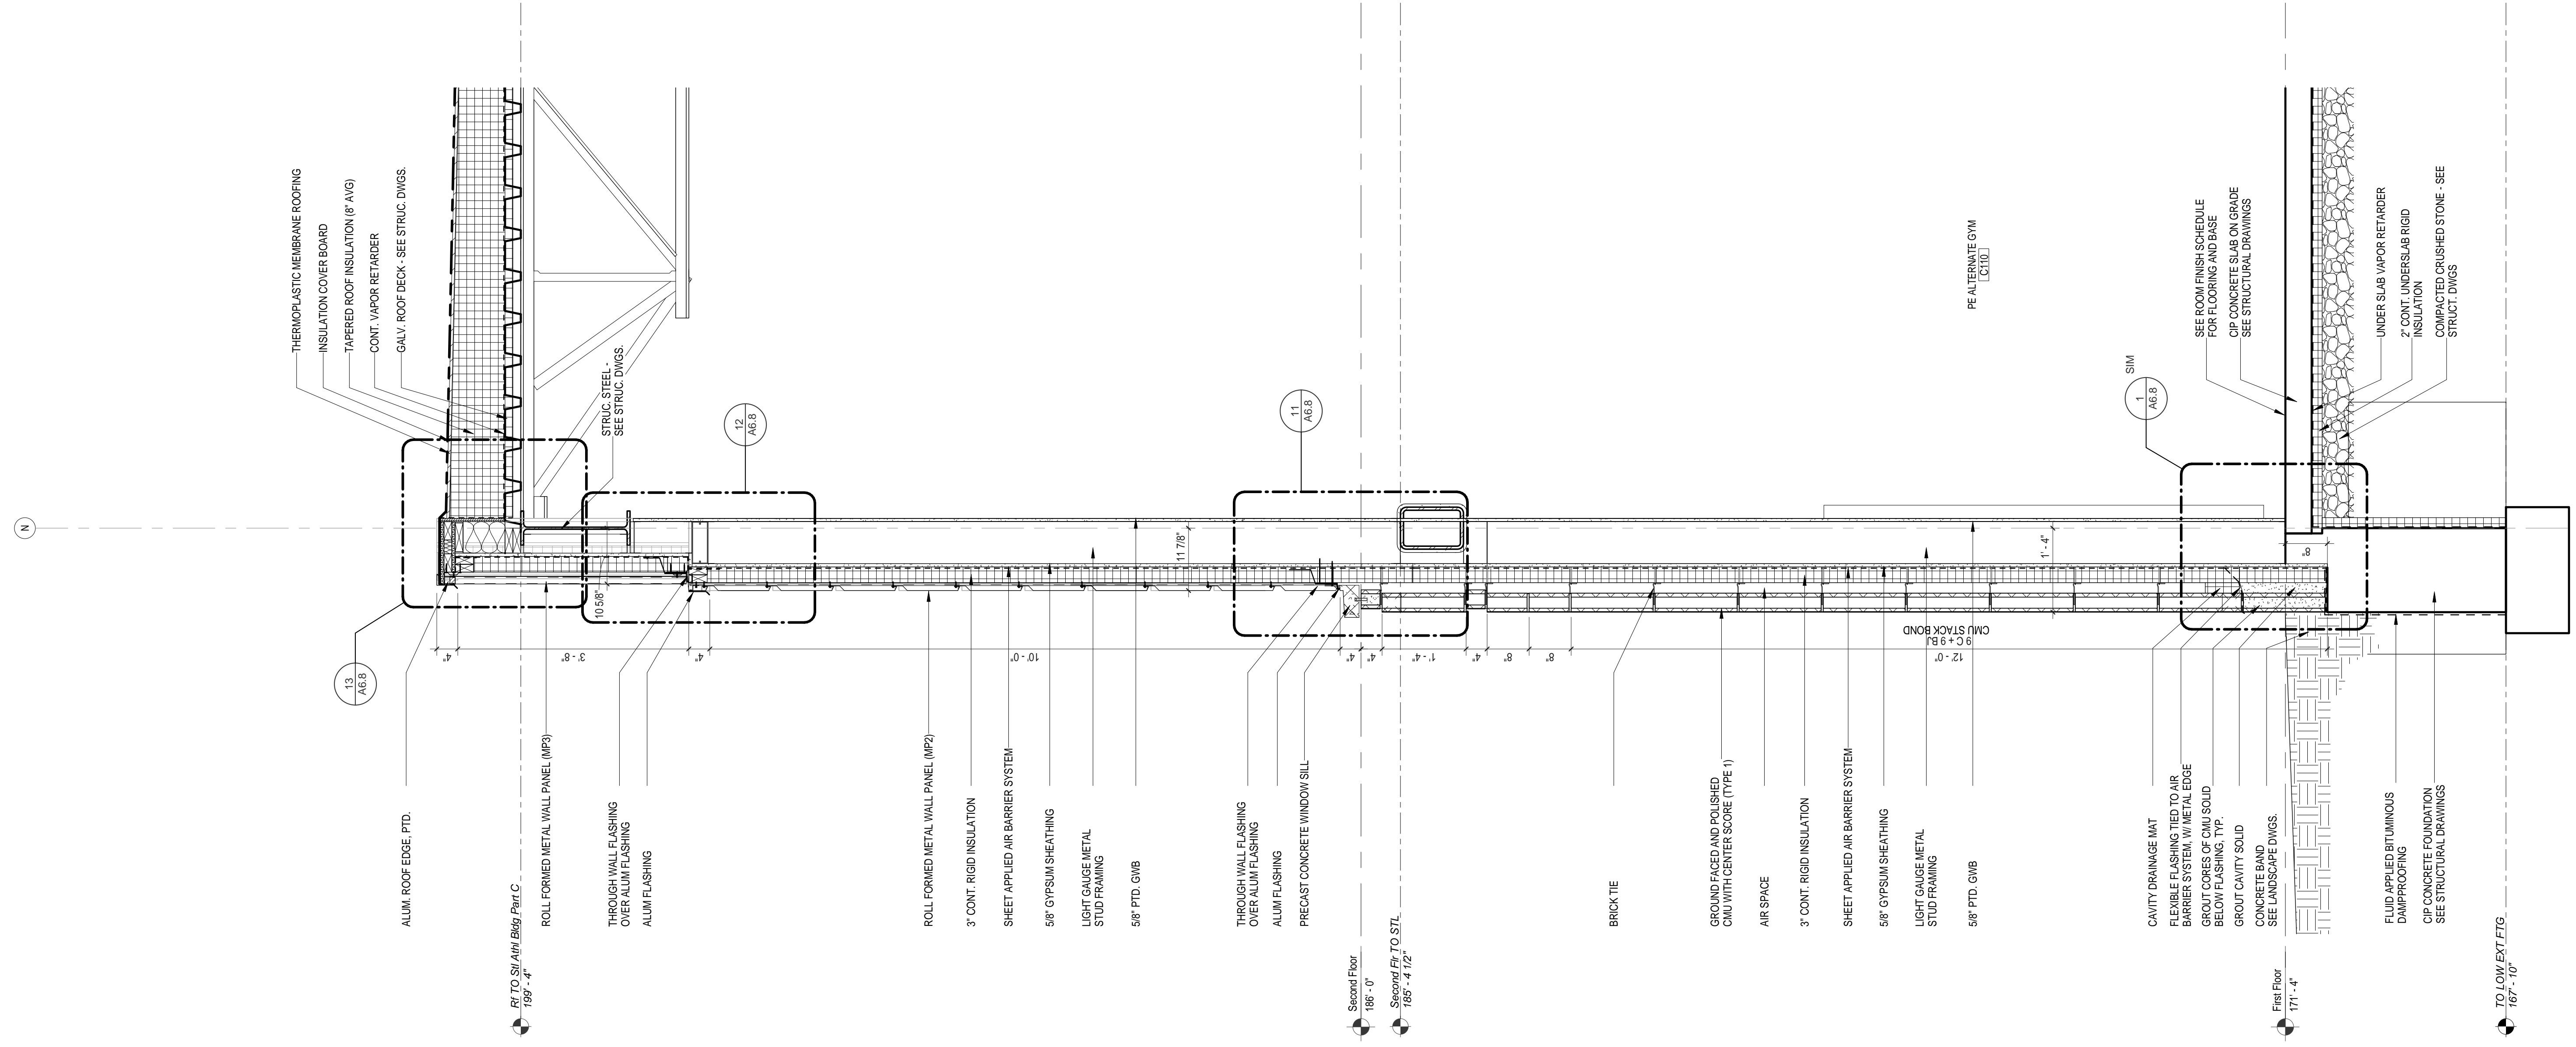 N
THERMOPLASTIC MEMBRANE ROOFING
INSULATION COVER BOARD
TAPERED ROOF INSULATION (8" AVG)
CONT. VAPOR RETARDER
GALV. ROOF DECK - SEE STRUC. DWGS.
STRUC. STEEL -
SEE STRUC. DWGS.
12
A6.8
11
A6.8
PE ALTERNATE GYM
C110
SIM
1
A6.8
SEE ROOM FINISH SCHEDULE
FOR FLOORING AND BASE
CIP CONCRETE SLAB ON GRADE
SEE STRUCTURAL DRAWINGS
UNDER SLAB VAPOR RETARDER
2" CONT. UNDERSLAB RIGID
INSULATION
COMPACTED CRUSHED STONE - SEE
STRUCT. DWGS
13
A6.8
10 5/8"
11 7/8"
1' - 4"
8"
4"
3' - 8"
4"
10' - 0"
4"
4"
1' - 4"
4"
8"
8"
12' - 0"
9 C + 9 BJ
CMU STACK BOND
ALUM. ROOF EDGE, PTD.
ROLL FORMED METAL WALL PANEL (MP3)
THROUGH WALL FLASHING
OVER ALUM FLASHING
ALUM FLASHING
ROLL FORMED METAL WALL PANEL (MP2)
3" CONT. RIGID INSULATION
SHEET APPLIED AIR BARRIER SYSTEM
5/8" GYPSUM SHEATHING
LIGHT GAUGE METAL
STUD FRAMING
5/8" PTD. GWB
THROUGH WALL FLASHING
OVER ALUM FLASHING
ALUM FLASHING
PRECAST CONCRETE WINDOW SILL
BRICK TIE
GROUND FACED AND POLISHED
CMU WITH CENTER SCORE (TYPE 1)
AIR SPACE
3" CONT. RIGID INSULATION
SHEET APPLIED AIR BARRIER SYSTEM
5/8" GYPSUM SHEATHING
LIGHT GAUGE METAL
STUD FRAMING
5/8" PTD. GWB
CAVITY DRAINAGE MAT
FLEXIBLE FLASHING TIED TO AIR
BARRIER SYSTEM, W/ METAL EDGE
GROUT CORES OF CMU SOLID
BELOW FLASHING, TYP.
GROUT CAVITY SOLID
CONCRETE BAND
SEE LANDSCAPE DWGS.
FLUID APPLIED BITUMINOUS
DAMPPROOFING
CIP CONCRETE FOUNDATION
SEE STRUCTURAL DRAWINGS
Rf TO Stl Athl Bldg Part C
199' - 4"
Second Floor
186' - 0"
Second Flr TO STL
185' - 4 1/2"
First Floor
171' - 4"
TO LOW EXT FTG
167' - 10"